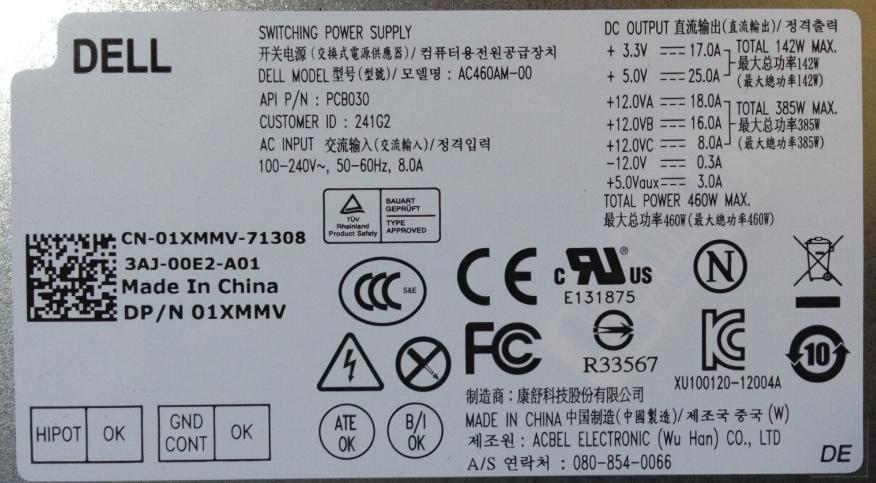 DELL
SWITCHING POWER SUPPLY
开关电源（交換式電源供應器）/ 컴퓨터용전원공급장치
DELL MODEL 型号(型號)/ 모델명 : AC460AM-00
API P/N : PCB030
CUSTOMER ID : 241G2
AC INPUT 交流输入(交流輸入)/정격입력
100-240V~, 50-60Hz, 8.0A
DC OUTPUT 直流输出(直流輸出)/ 정격출력
+ 3.3V 17.0A TOTAL 142W MAX.
最大总功率142W
+ 5.0V 25.0A (最大總功率142W)
+12.0VA 18.0A TOTAL 385W MAX.
+12.0VB 16.0A 最大总功率385W
+12.0VC 8.0A (最大總功率385W)
-12.0V 0.3A
+5.0Vaux 3.0A
TOTAL POWER 460W MAX.
最大总功率460W(最大總功率460W)
TÜV
Rheinland
Product Safety
BAUART
GEPRÜFT
TYPE
APPROVED
CN-01XMMV-71308
3AJ-00E2-A01
Made In China
DP/N 01XMMV
CCC S&E
CE
c RU ® US
E131875
N
FC
R33567
KC
XU100120-12004A
10
制造商：康舒科技股份有限公司
MADE IN CHINA 中国制造(中國製造)/ 제조국 중국 (W)
제조원 : ACBEL ELECTRONIC (Wu Han) CO., LTD
A/S 연락처 : 080-854-0066
HIPOT OK
GND
CONT
OK
ATE
OK
B/I
OK
DE